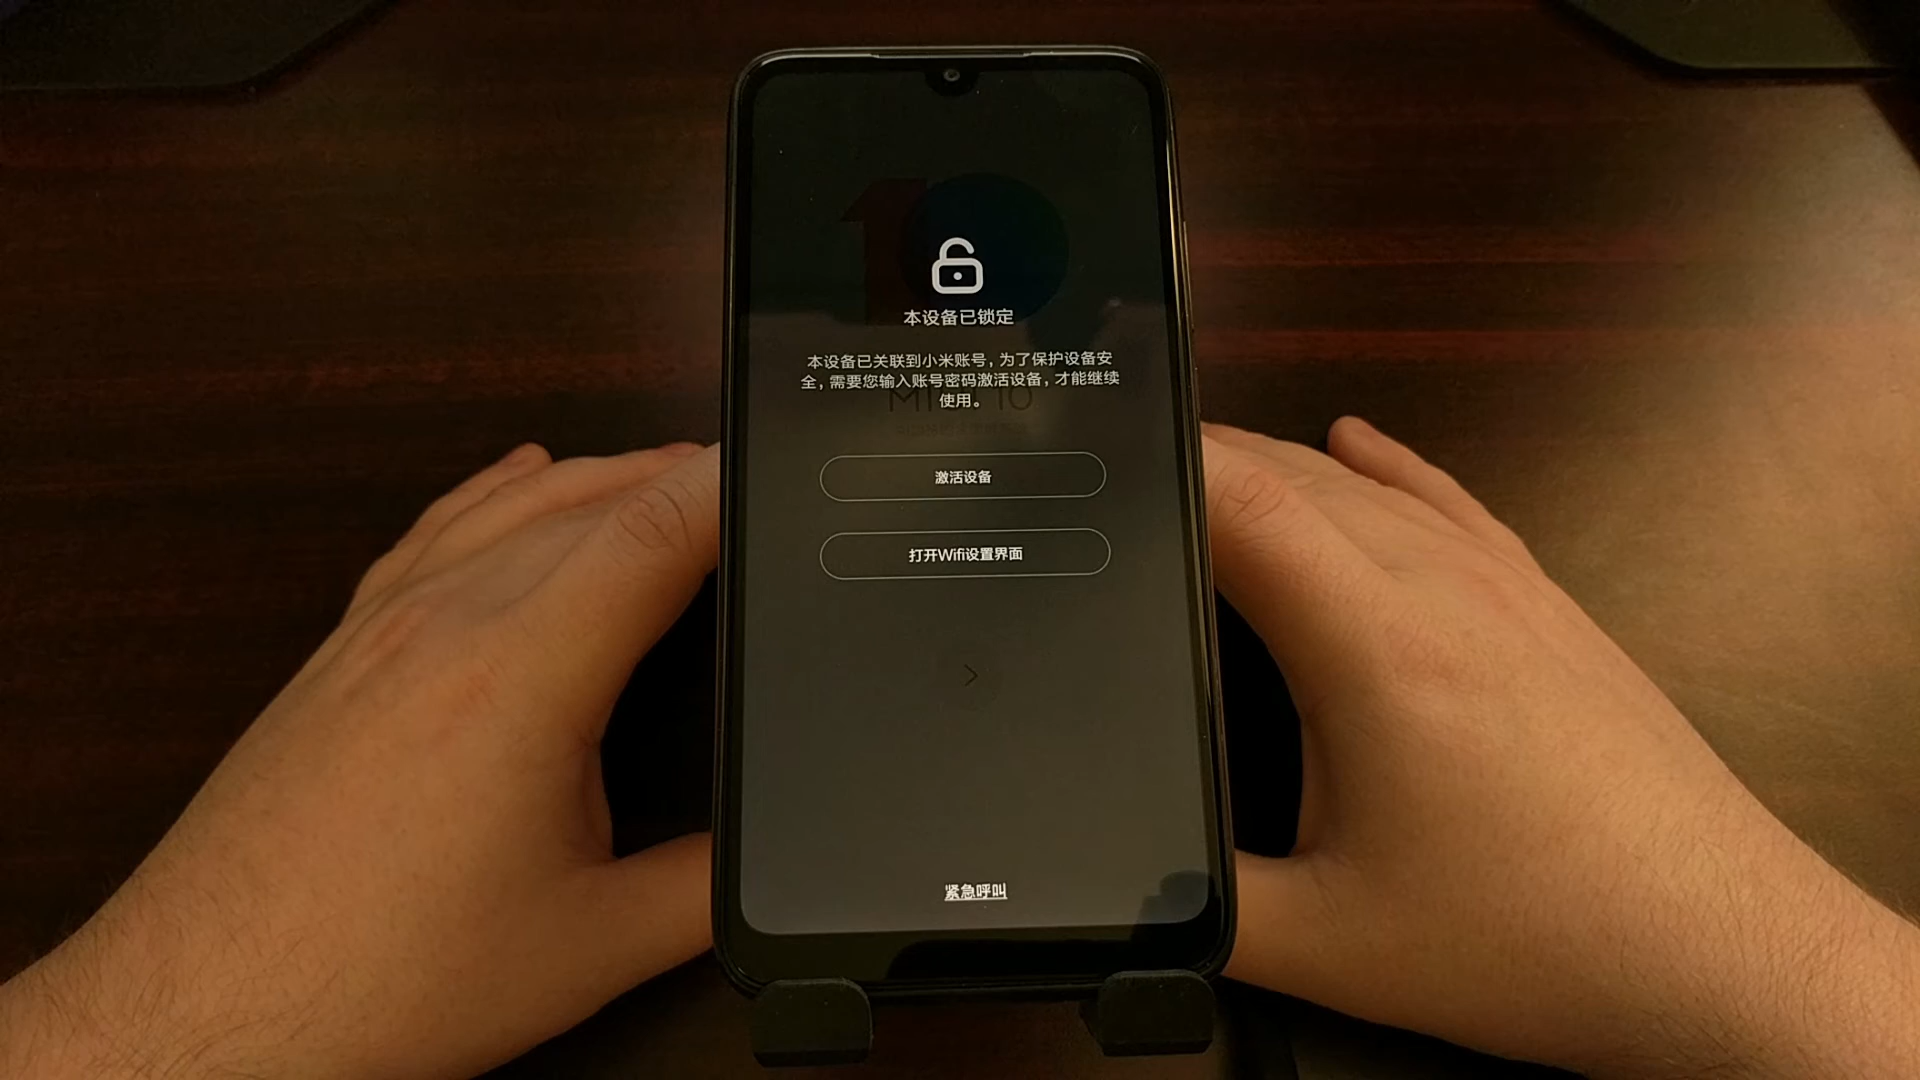 本设备已锁定
本设备已关联到小米账号，为了保护设备安
全，需要您输入账号密码激活设备，才能继续
使用。
MIUI 10
激活设备
打开Wifi设置界面
紧急呼叫